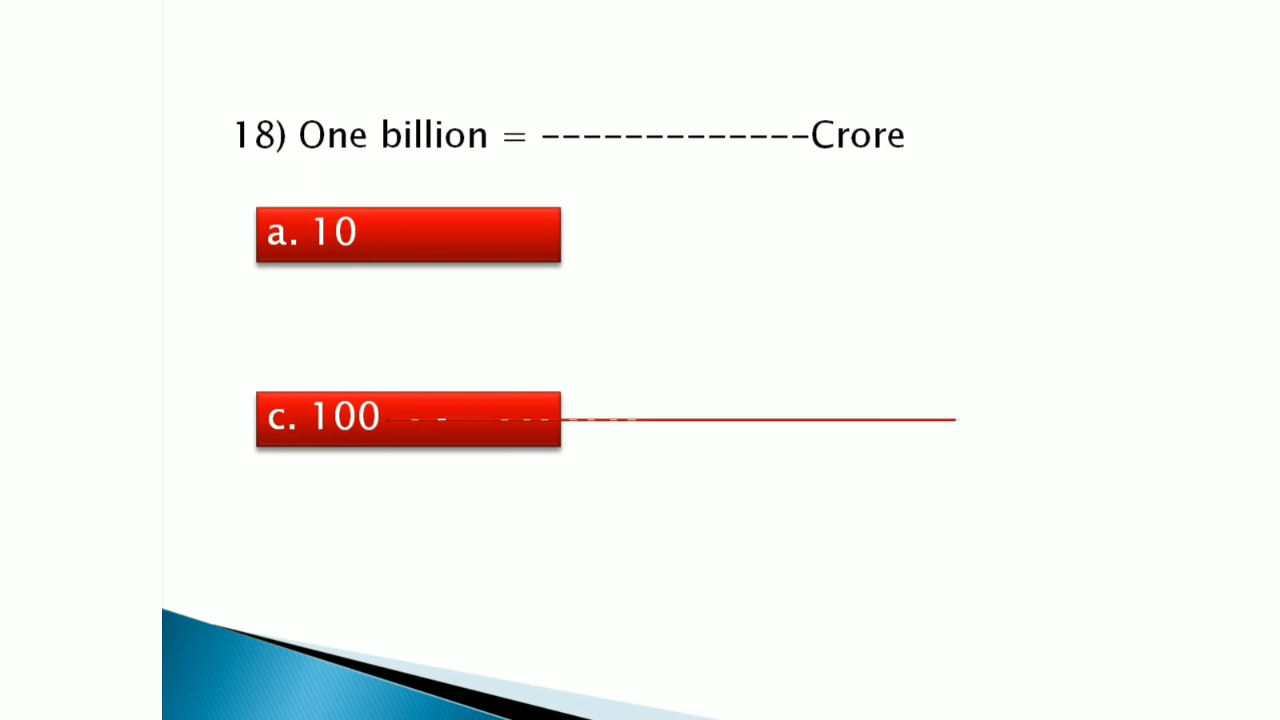 18) One billion = -------------Crore
a. 10
c. 100